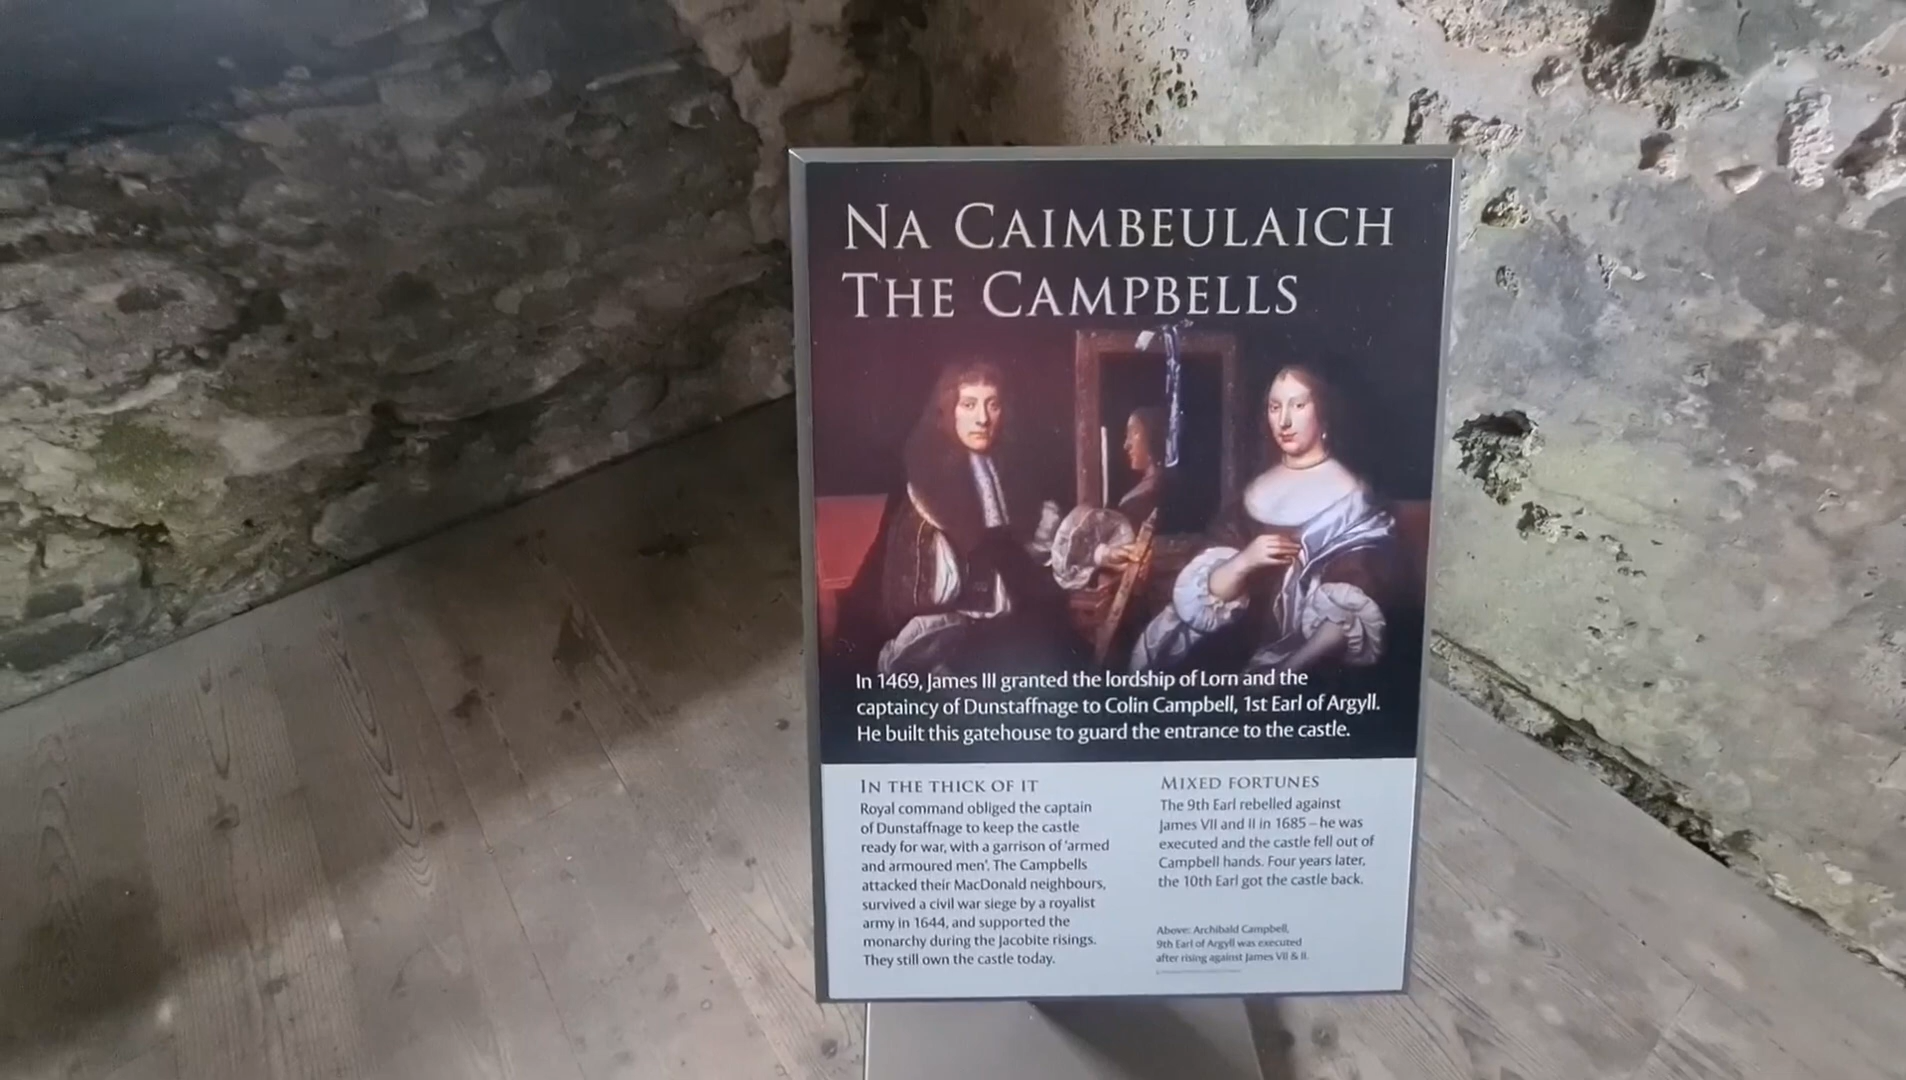 NA CAIMBEULAICH
THE CAMPBELLS
In 1469, James III granted the lordship of Lorn and the
captaincy of Dunstaffnage to Colin Campbell, 1st Earl of Argyll.
He built this gatehouse to guard the entrance to the castle.
IN THE THICK OF IT
Royal command obliged the captain
of Dunstaffnage to keep the castle
ready for war, with a garrison of 'armed
and armoured men'. The Campbells
attacked their MacDonald neighbours,
survived a civil war siege by a royalist
army in 1644, and supported the
monarchy during the Jacobite risings.
They still own the castle today.
MIXED FORTUNES
The 9th Earl rebelled against
James VII and II in 1685 – he was
executed and the castle fell out of
Campbell hands. Four years later,
the 10th Earl got the castle back.
Above: Archibald Campbell,
9th Earl of Argyll was executed
after rising against James VII & II.